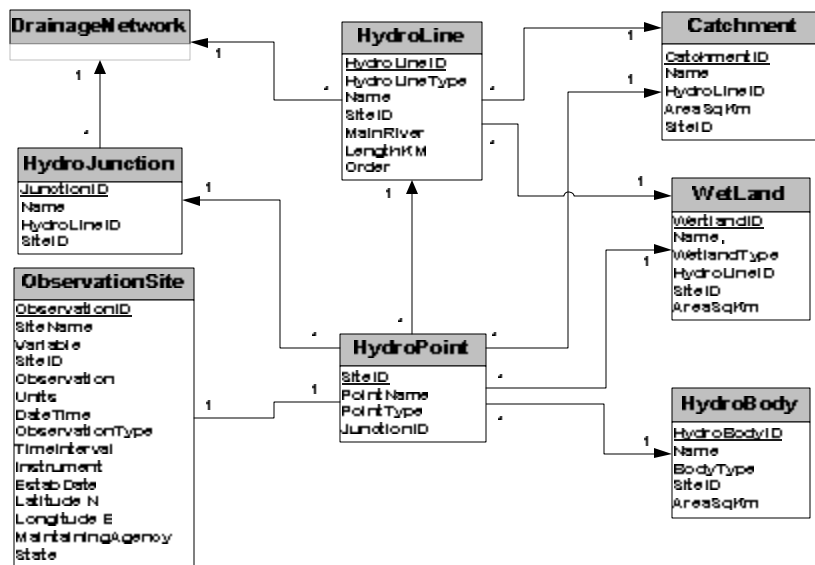 DrainageNetwork
1
1
*
*
HydroLine
HydroLineID
HydroLineType
Name
SiteID
MainRiver
LengthKM
Order
*
1
*
1
Catchment
CatchmentID
Name
HydroLineID
AreaSqKm
SiteID
1
1
HydroJunction
JunctionID
Name
HydroLineID
SiteID
1
*
WetLand
WertlandID
Name,
WetlandType
HydroLineID
SiteID
AreaSqKm
1
1
ObservationSite
ObservationID
SiteName
Variable
SiteID
Observation
Units
DateTime
ObservationType
TimeInterval
Instrument
EstabDate
Latitude N
Longitude E
MaintainingAgency
State
1
1
HydroPoint
SiteID
PointName
PointType
JunctionID
*
*
*
*
1
HydroBody
HydroBodyID
Name
BodyType
SiteID
AreaSqKm